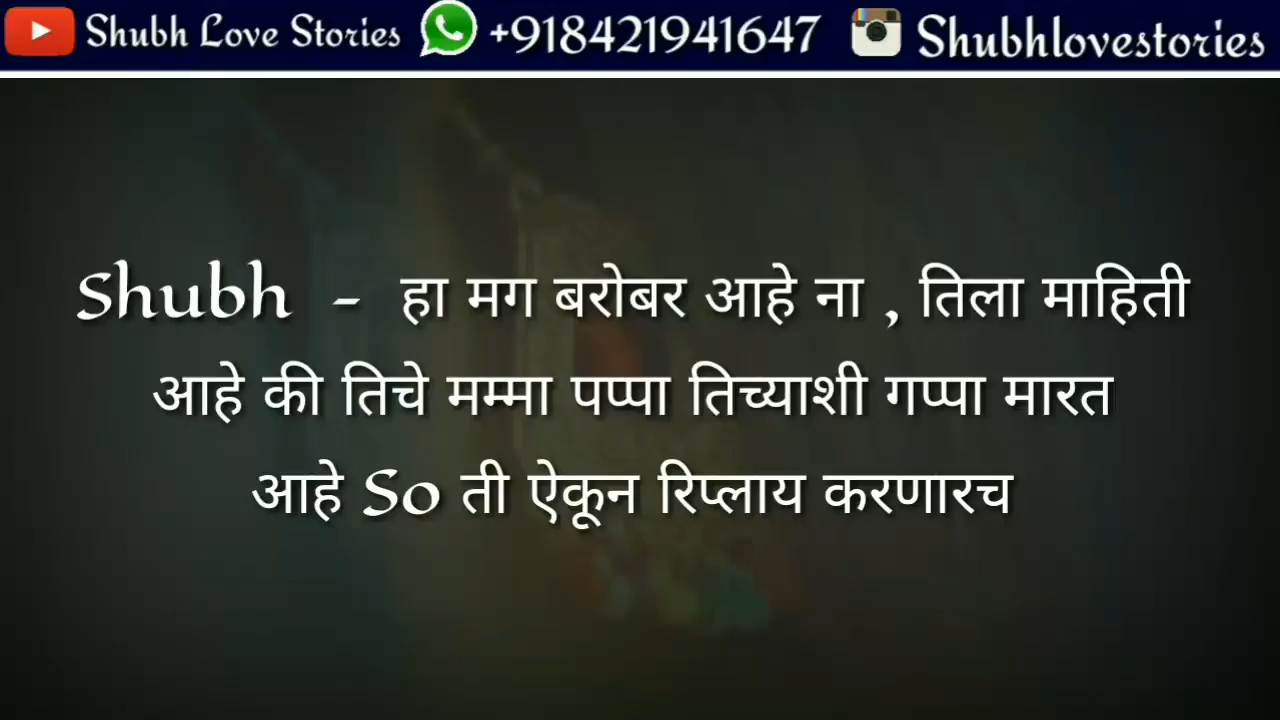 Shubh Love Stories +918421941647 Shubhlovestories
Shubh - हा मग बरोबर आहे ना , तिला माहिती
आहे की तिचे मम्मा पप्पा तिच्याशी गप्पा मारत
आहे So ती ऐकून रिप्लाय करणारच